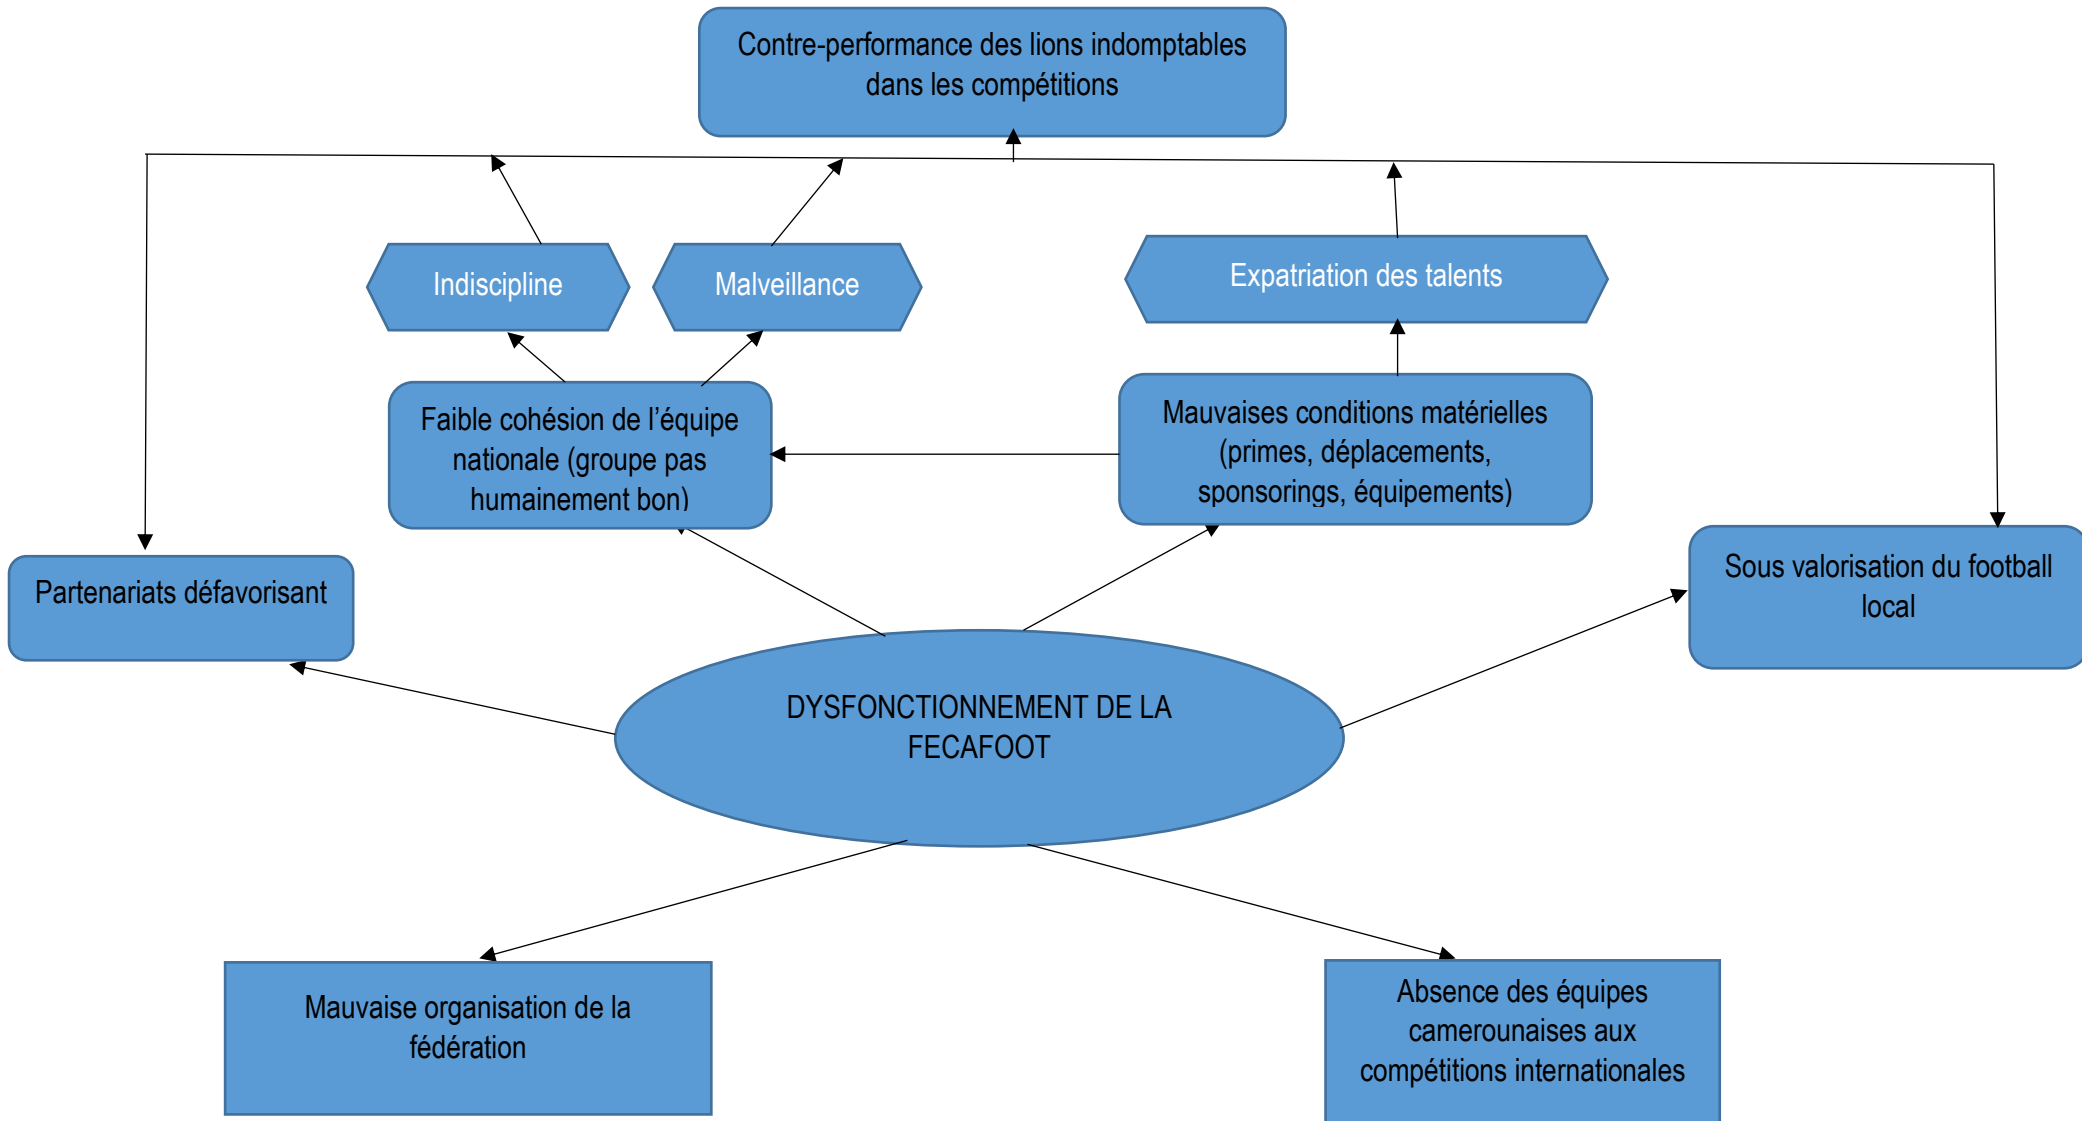 Contre-performance des lions indomptables
dans les compétitions
Indiscipline
Malveillance
Expatriation des talents
Faible cohésion de l’équipe
nationale (groupe pas
humainement bon)
Mauvaises conditions matérielles
(primes, déplacements,
sponsorings, équipements)
Partenariats défavorisant
Sous valorisation du football
local
DYSFONCTIONNEMENT DE LA
FECAFOOT
Mauvaise organisation de la
fédération
Absence des équipes
camerounaises aux
compétitions internationales